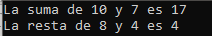 La suma de 10 y 7 es 17
La resta de 8 y 4 es 4